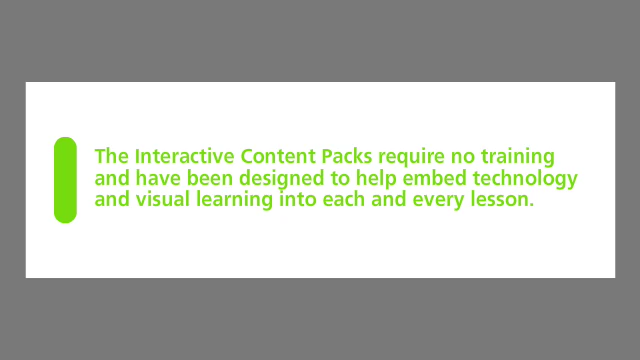 The Interactive Content Packs require no training
and have been designed to help embed technology
and visual learning into each and every lesson.